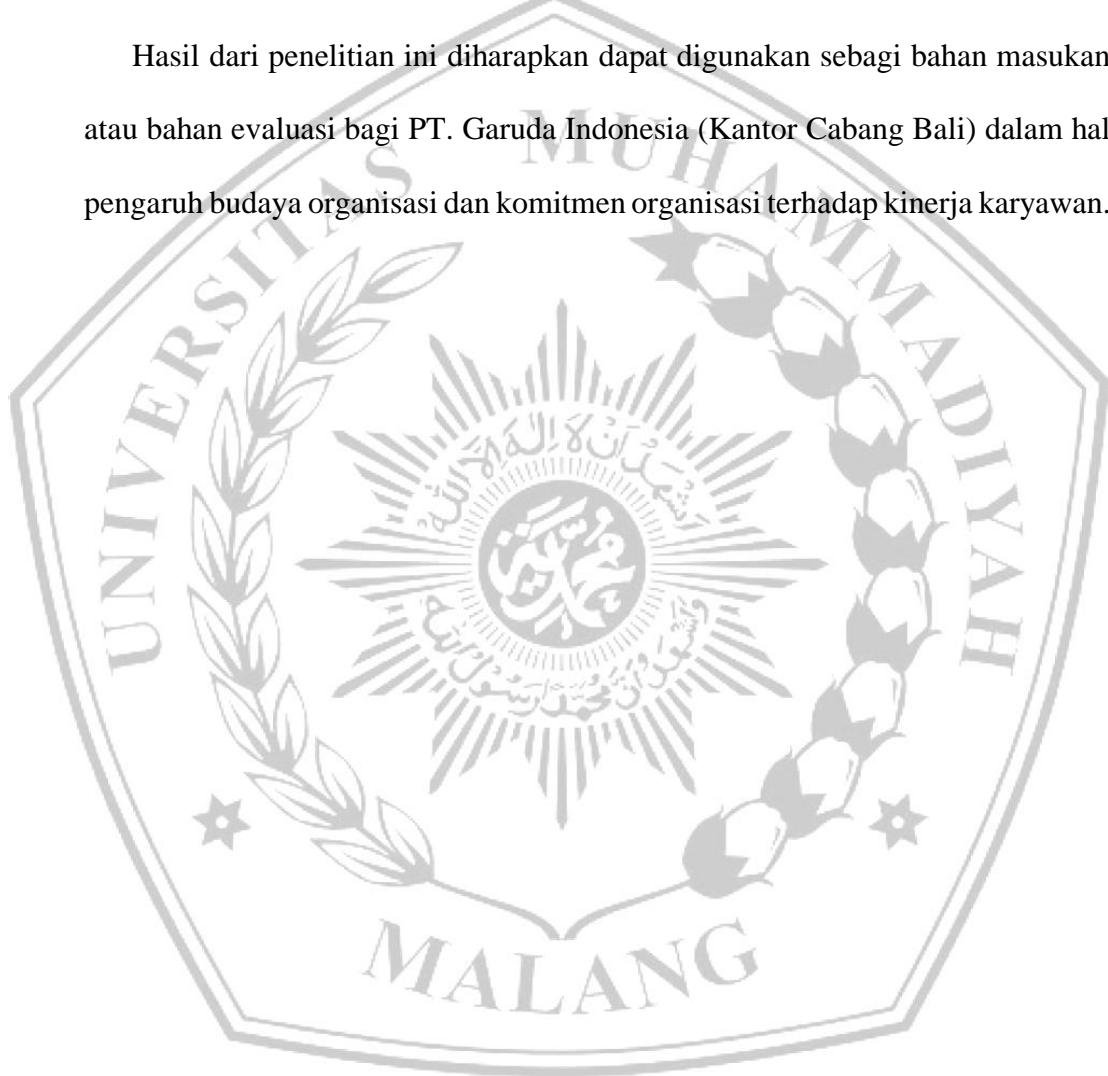 Hasil dari penelitian ini diharapkan dapat digunakan sebagi bahan masukan
atau bahan evaluasi bagi PT. Garuda Indonesia (Kantor Cabang Bali) dalam hal
pengaruh budaya organisasi dan komitmen organisasi terhadap kinerja karyawan.
UNIVERSITAS MUHAMMADIYAH
MALANG